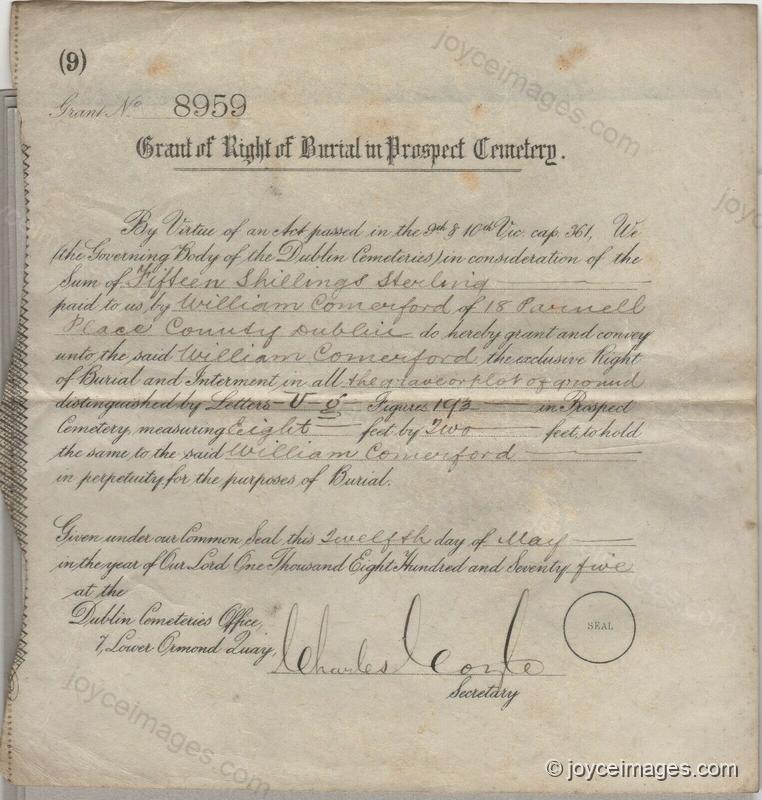 (9)
Grant No 8959
Grant of Right of Burial in Prospect Cemetery.
By Virtue of an Act passed in the 9th & 10th Vic. cap. 361, We
(the Governing Body of the Dublin Cemeteries) in consideration of the
Sum of Fifteen Shillings Sterling
paid to us by William Comerford of 18 Parnell
Place County Dublin do hereby grant and convey
unto the said William Comerford, the exclusive Right
of Burial and Interment in all the grave or plot of ground
distinguished by Letters V g Figures 193 in Prospect
Cemetery, measuring Eight feet by Two feet, to hold
the same to the said William Comerford
in perpetuity, for the purposes of Burial.
Given under our Common Seal this Twelfth day of May
in the year of Our Lord One Thousand Eight Hundred and Seventy five
at the
Dublin Cemeteries Office,
7, Lower Ormond Quay,
Charles Coyle
SEAL
Secretary
joyceimages.com
joyceimages.com
© joyceimages.com